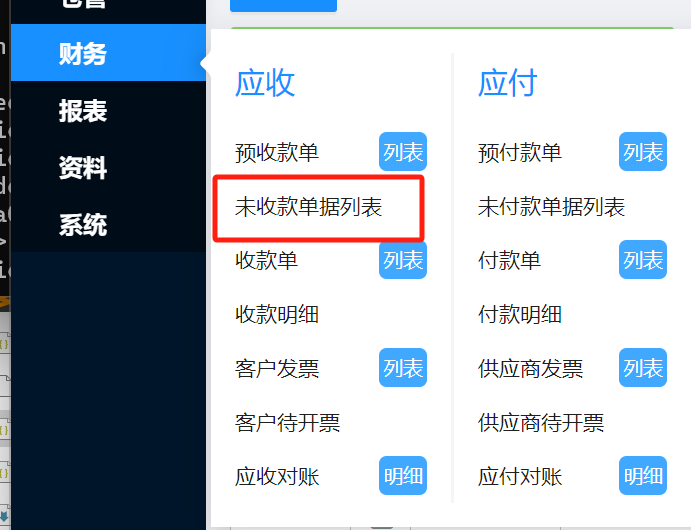 财务
报表
资料
系统
应收
预收款单 列表
未收款单据列表
收款单 列表
收款明细
客户发票 列表
客户待开票
应收对账 明细
应付
预付款单 列表
未付款单据列表
付款单 列表
付款明细
供应商发票 列表
供应商待开票
应付对账 明细